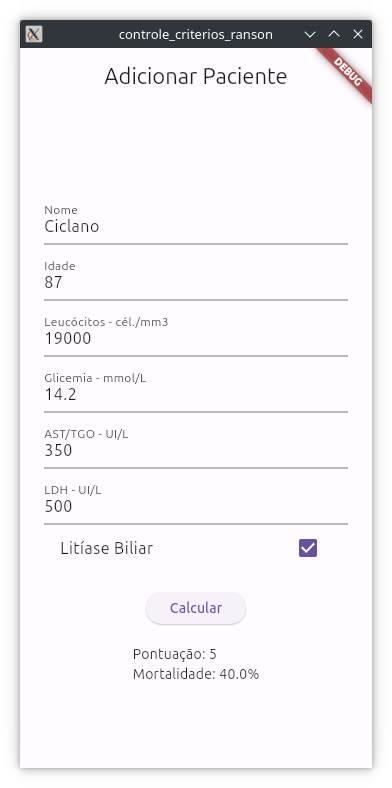 controle_criterios_ranson
DEBUG
Adicionar Paciente
Nome
Ciclano
Idade
87
Leucócitos - cél./mm3
19000
Glicemia - mmol/L
14.2
AST/TGO - UI/L
350
LDH - UI/L
500
Litíase Biliar
Calcular
Pontuação: 5
Mortalidade: 40.0%